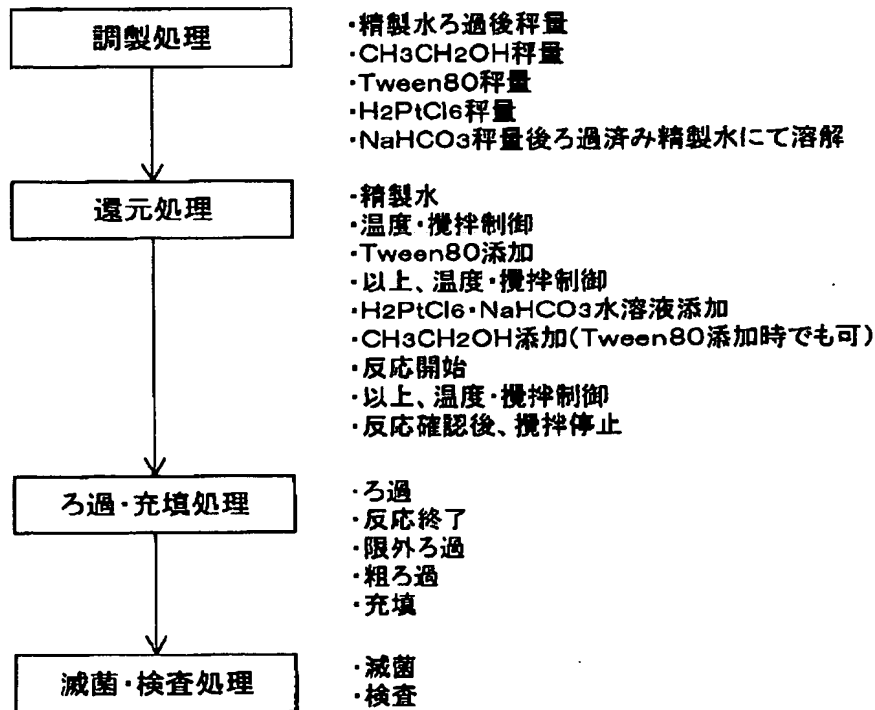 調製処理
・精製水ろ過後秤量
・CH3CH2OH秤量
・Tween80秤量
・H2PtCl6秤量
・NaHCO3秤量後ろ過済み精製水にて溶解
還元処理
・精製水
・温度・攪拌制御
・Tween80添加
・以上、温度・攪拌制御
・H2PtCl6・NaHCO3水溶液添加
・CH3CH2OH添加(Tween80添加時でも可)
・反応開始
・以上、温度・攪拌制御
・反応確認後、攪拌停止
ろ過・充填処理
・ろ過
・反応終了
・限外ろ過
・粗ろ過
・充填
滅菌・検査処理
・滅菌
・検査